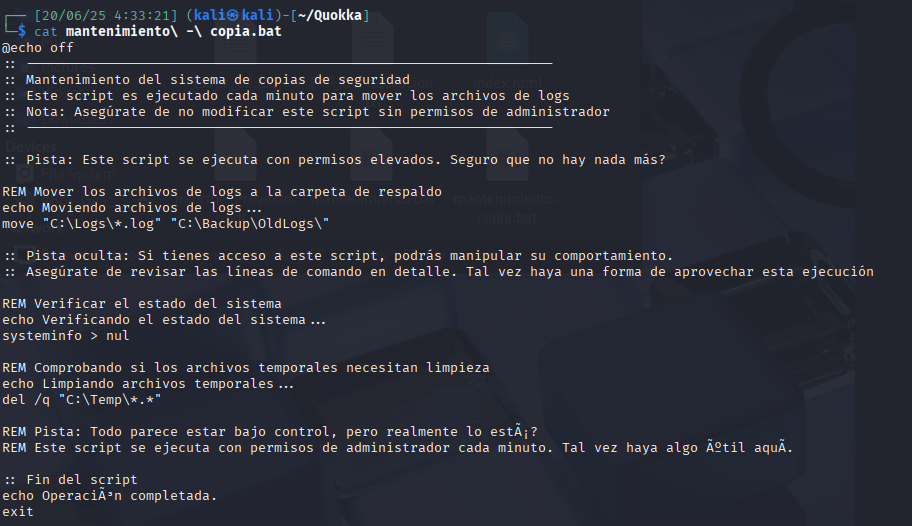 [20/06/25 4:33:21] (kali㉿kali)-[~/Quokka]
$ cat mantenimiento\ -\ copia.bat
@echo off
:: ─────────────────────────────────────────────────────────────────
:: Mantenimiento del sistema de copias de seguridad
:: Este script es ejecutado cada minuto para mover los archivos de logs
:: Nota: Asegúrate de no modificar este script sin permisos de administrador
:: ─────────────────────────────────────────────────────────────────
:: Pista: Este script se ejecuta con permisos elevados. Seguro que no hay nada más?
REM Mover los archivos de logs a la carpeta de respaldo
echo Moviendo archivos de logs...
move "C:\Logs\*.log" "C:\Backup\OldLogs\"
:: Pista oculta: Si tienes acceso a este script, podrás manipular su comportamiento.
:: Asegúrate de revisar las líneas de comando en detalle. Tal vez haya una forma de aprovechar esta ejecución
REM Verificar el estado del sistema
echo Verificando el estado del sistema...
systeminfo > nul
REM Comprobando si los archivos temporales necesitan limpieza
echo Limpiando archivos temporales...
del /q "C:\Temp\*.*"
REM Pista: Todo parece estar bajo control, pero realmente lo estÃ¡?
REM Este script se ejecuta con permisos de administrador cada minuto. Tal vez haya algo Ãºtil aquÃ.
:: Fin del script
echo OperaciÃ³n completada.
exit